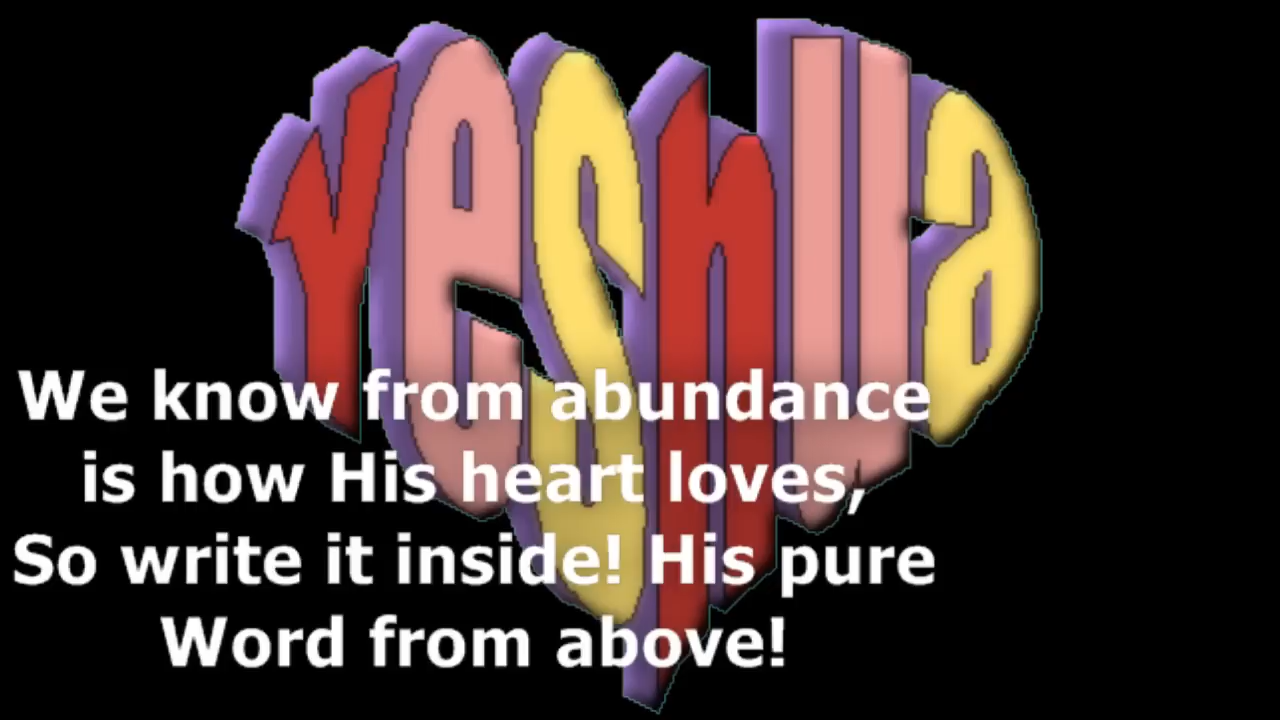 Yeshua
We know from abundance
is how His heart loves,
So write it inside! His pure
Word from above!